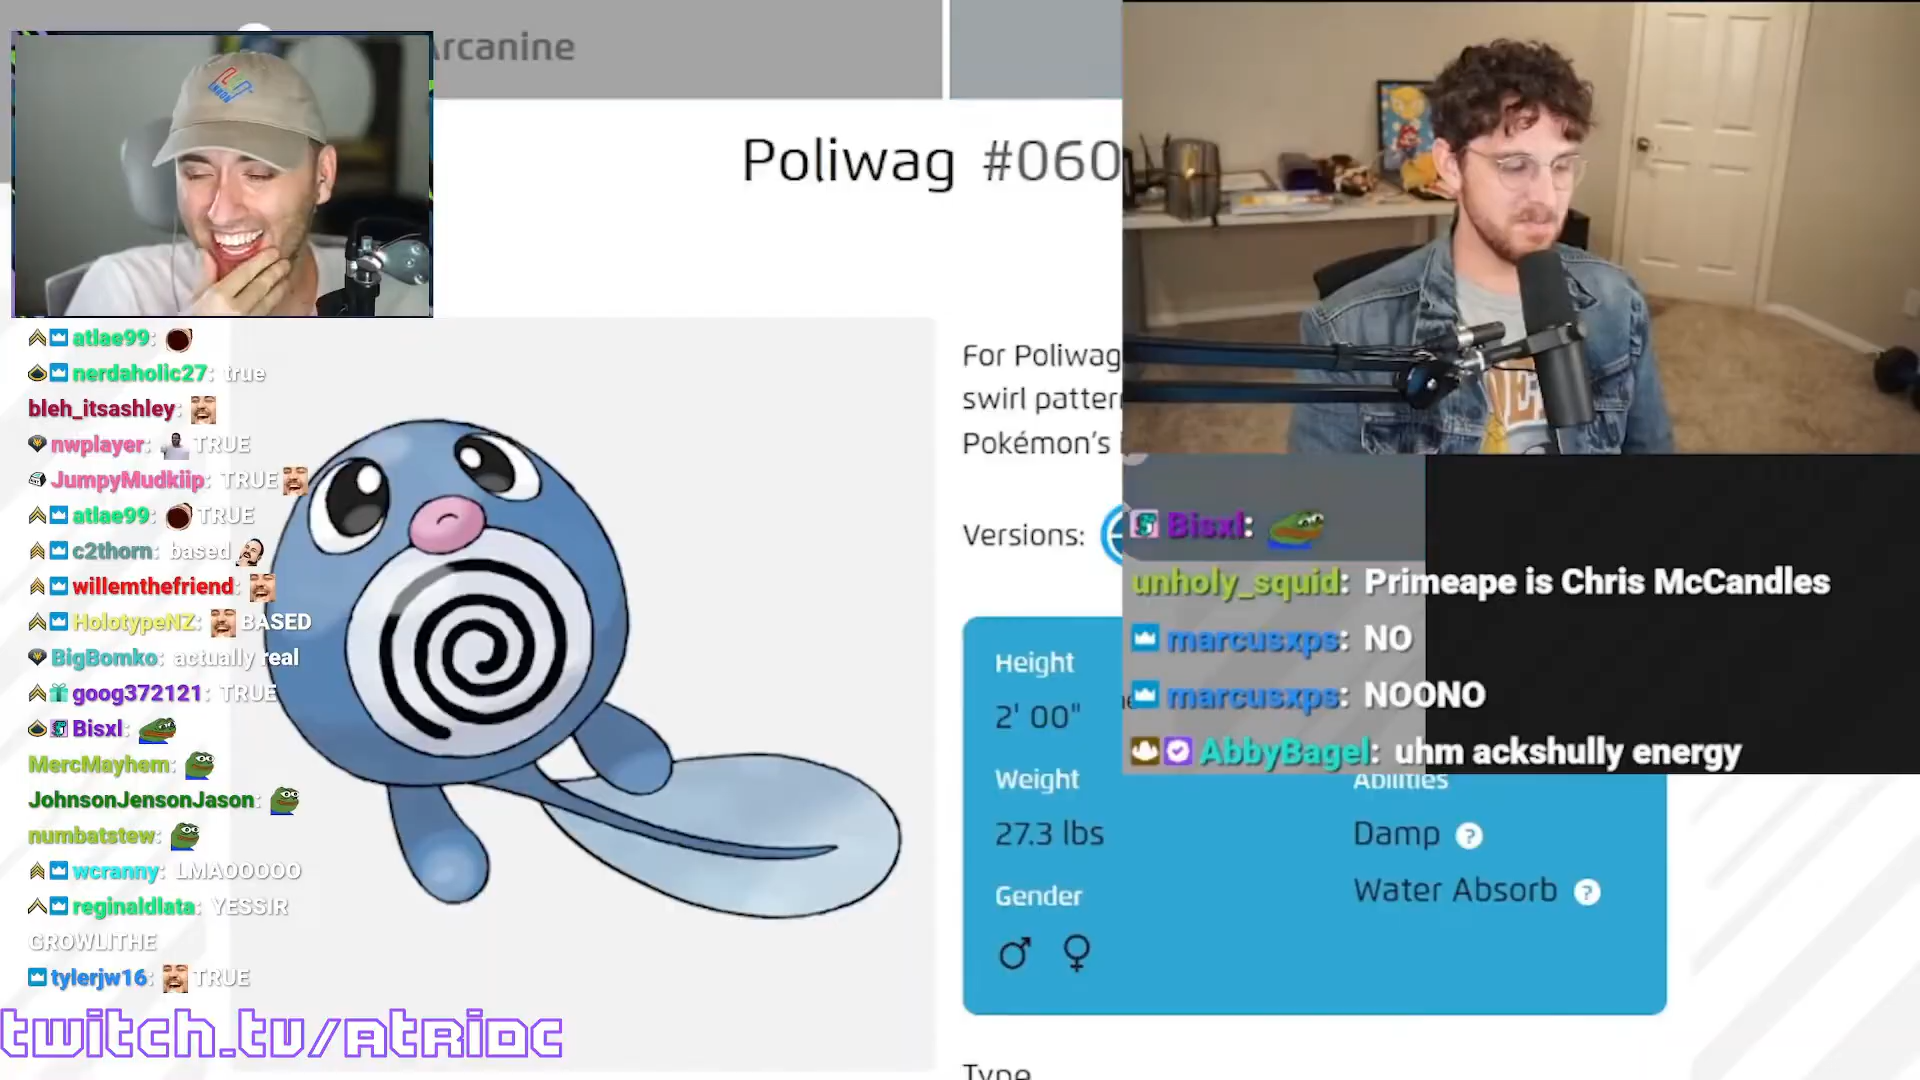 Arcanine
Poliwag #060
atlae99:
nerdaholic27: true
bleh_itsashley:
nwplayer: TRUE
JumpyMudkiip: TRUE
atlae99: TRUE
c2thorn: based
willemthefriend:
HolotypeNZ: BASED
BigBomko: actually real
goog372121: TRUE
Bisxl:
MercMayhem:
JohnsonJensonJason:
numbatstew:
wcranny: LMAOOOOO
reginaldlata: YESSIR
GROWLITHE
tylerjw16: TRUE
twitch.tv/atrioc
For Poliwag
swirl pattern
Pokémon's
Versions:
Height
2' 00"
Weight
27.3 lbs
Gender
Abilities
Damp ?
Water Absorb ?
Type
Bisxl:
unholy_squid: Primeape is Chris McCandles
marcusxps: NO
marcusxps: NOONO
AbbyBagel: uhm ackshully energy